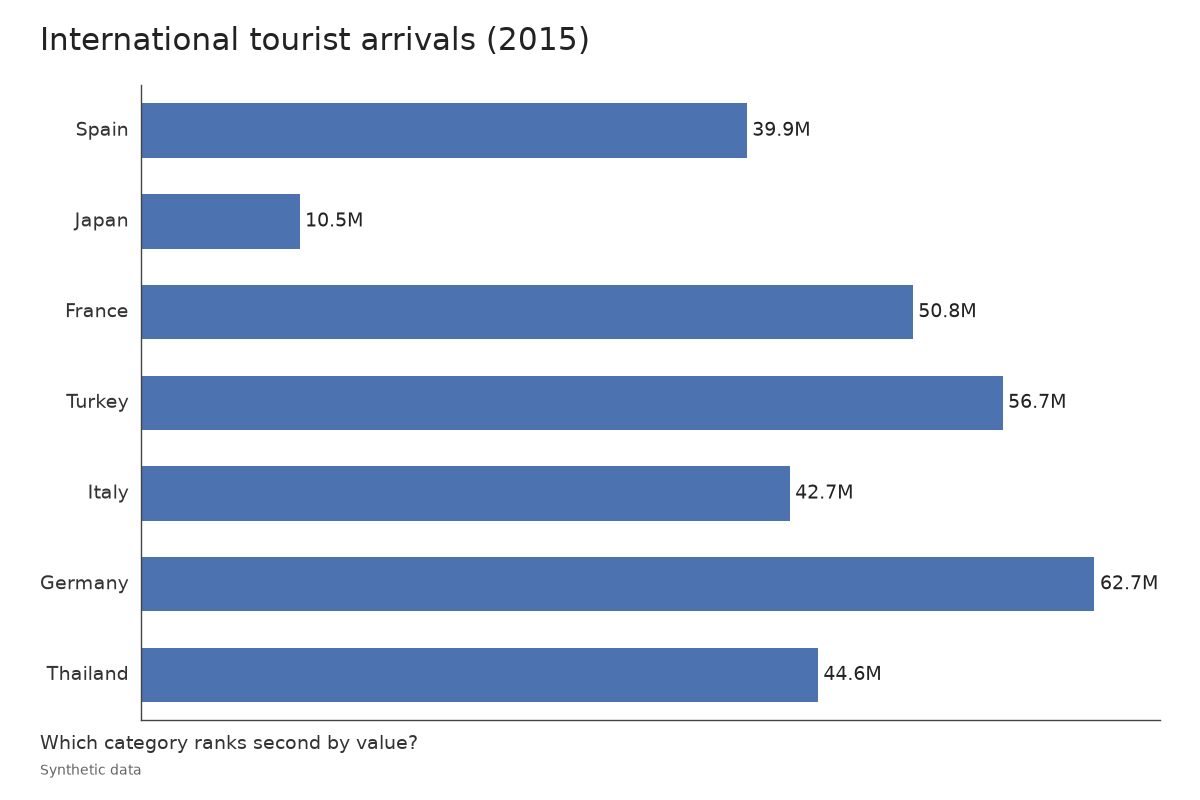 International tourist arrivals (2015)
Spain 39.9M
Japan 10.5M
France 50.8M
Turkey 56.7M
Italy 42.7M
Germany 62.7M
Thailand 44.6M
Which category ranks second by value?
Synthetic data